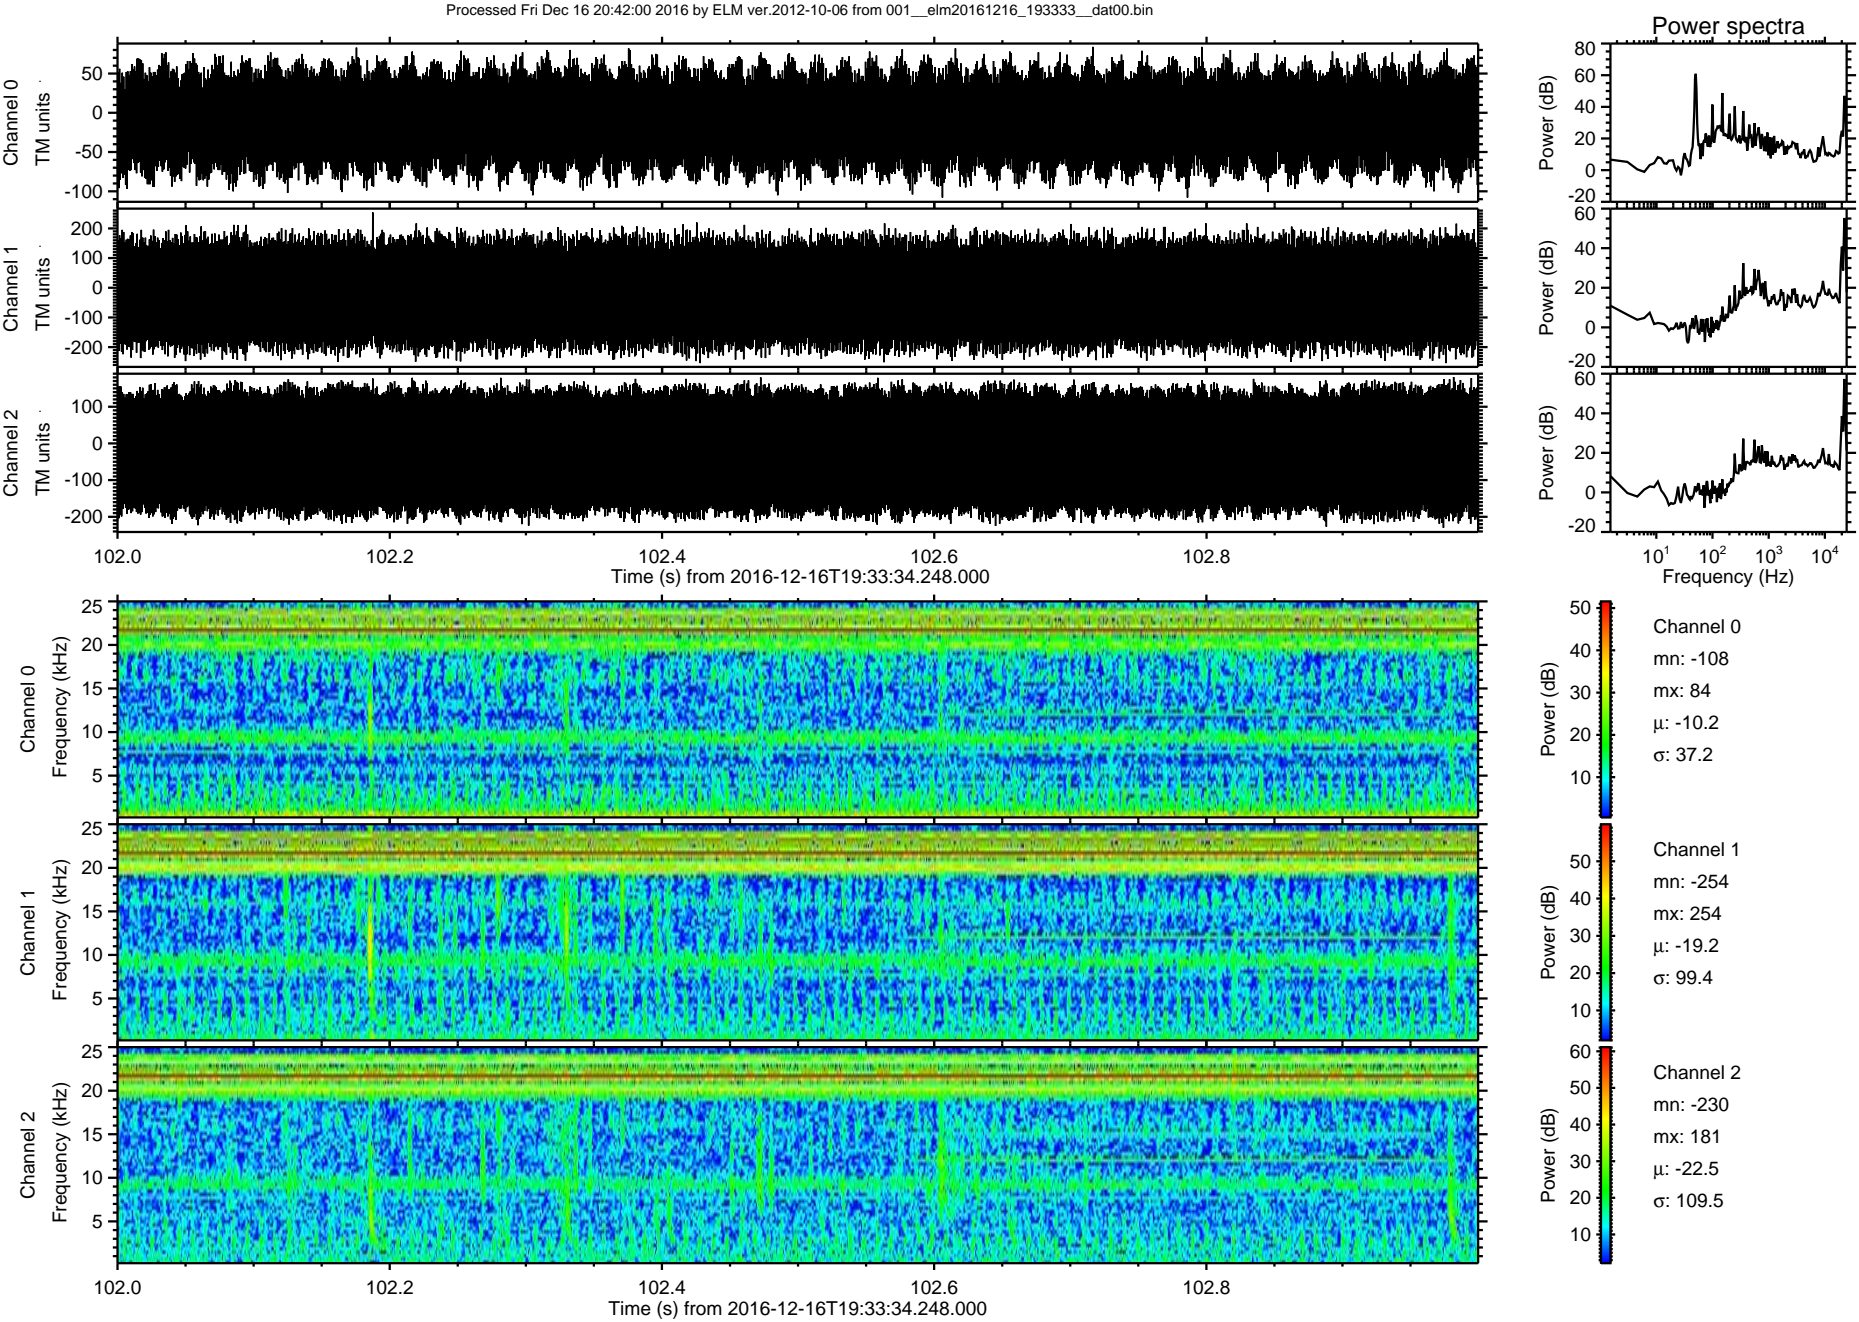 Processed Fri Dec 16 20:42:00 2016 by ELM ver.2012-10-06 from 001__elm20161216_193333__dat00.bin
Power spectra
Channel 0
TM units
50
0
-50
-100
Power (dB)
80
60
40
20
0
-20
Channel 1
TM units
200
100
0
-100
-200
Power (dB)
60
40
20
0
-20
Channel 2
TM units
100
0
-100
-200
Power (dB)
60
40
20
0
-20
102.0 102.2 102.4 102.6 102.8
Time (s) from 2016-12-16T19:33:34.248.000
10¹ 10² 10³ 10⁴
Frequency (Hz)
Channel 0
Frequency (kHz)
25
20
15
10
5
Power (dB)
50
40
30
20
10
Channel 0
mn: -108
mx: 84
μ: -10.2
σ: 37.2
Channel 1
Frequency (kHz)
25
20
15
10
5
Power (dB)
50
40
30
20
10
Channel 1
mn: -254
mx: 254
μ: -19.2
σ: 99.4
Channel 2
Frequency (kHz)
25
20
15
10
5
Power (dB)
60
50
40
30
20
10
Channel 2
mn: -230
mx: 181
μ: -22.5
σ: 109.5
102.0 102.2 102.4 102.6 102.8
Time (s) from 2016-12-16T19:33:34.248.000